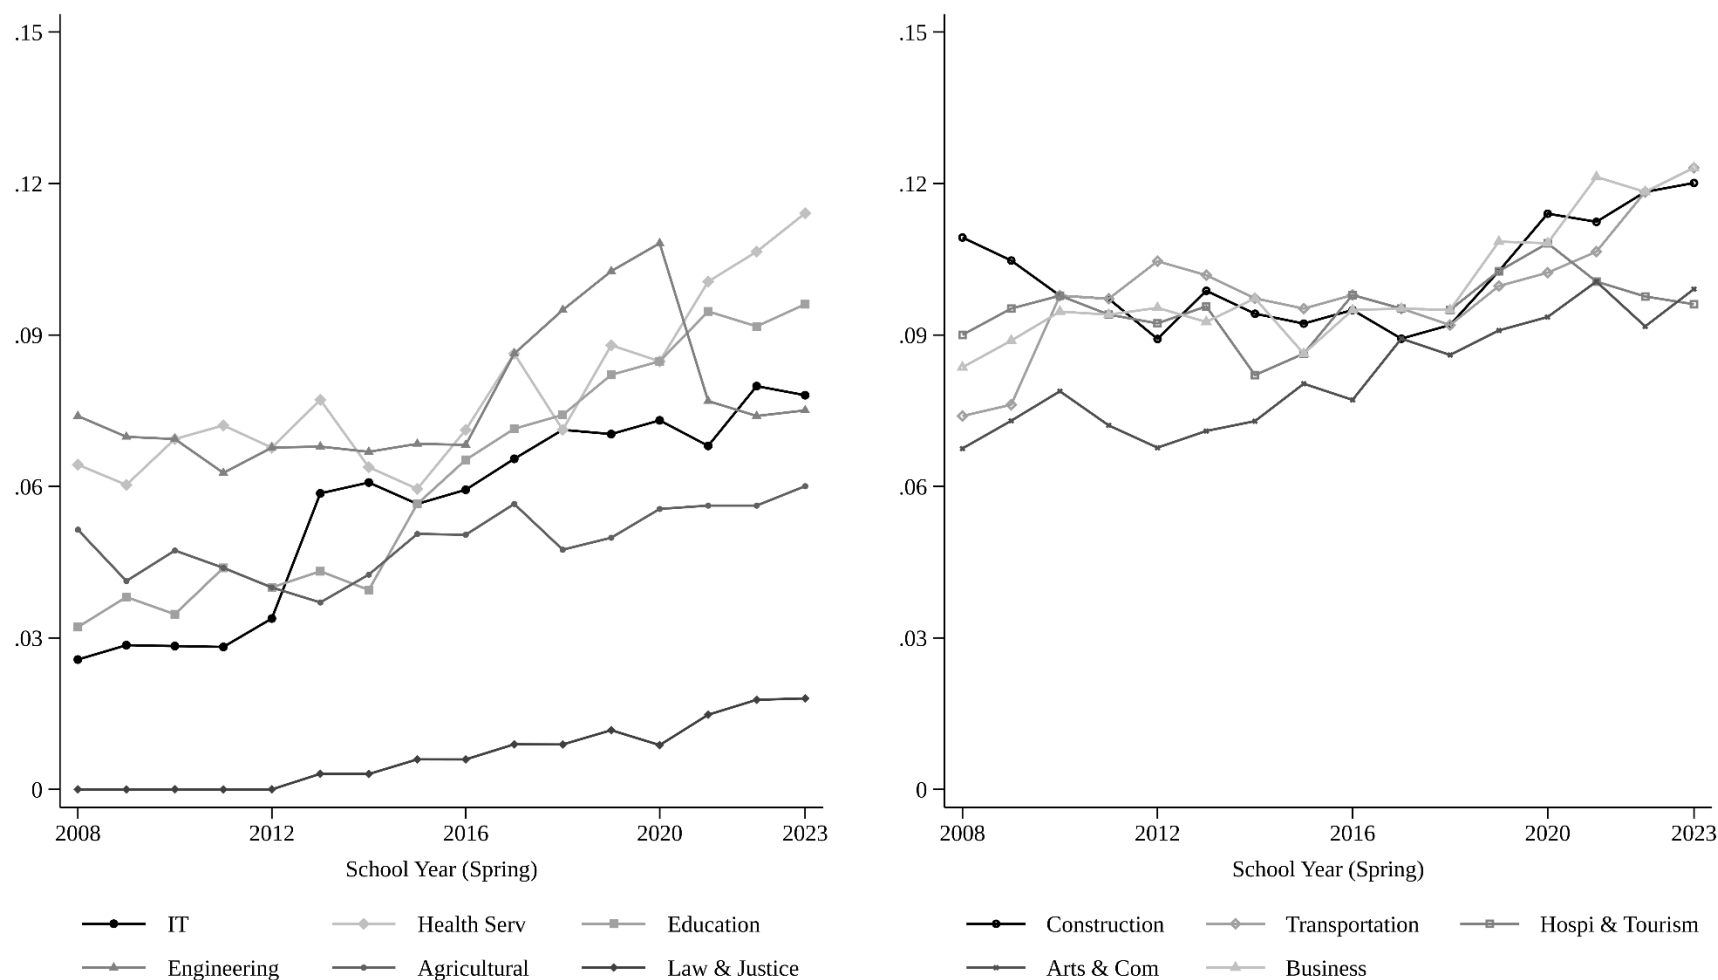 .15
.12
.09
.06
.03
0
2008 2012 2016 2020 2023
School Year (Spring)
IT Health Serv Education
Engineering Agricultural Law & Justice
.15
.12
.09
.06
.03
0
2008 2012 2016 2020 2023
School Year (Spring)
Construction Transportation Hospi & Tourism
Arts & Com Business